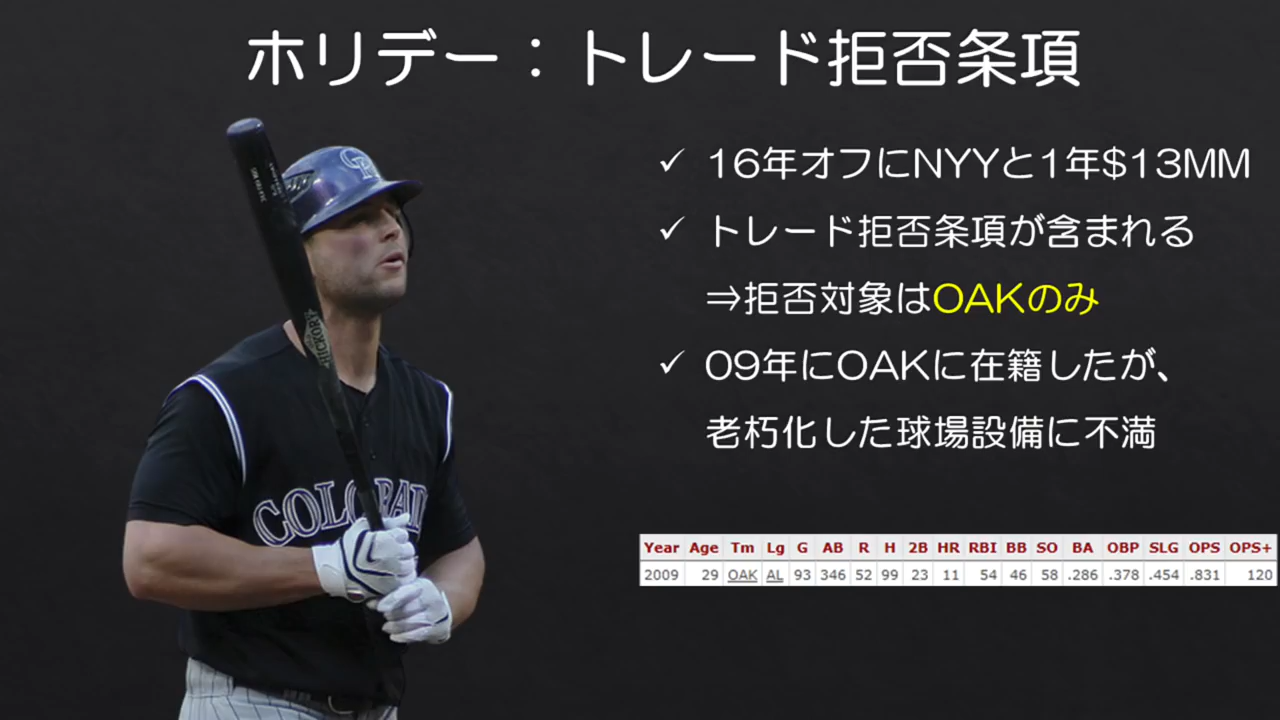 ホリデー：トレード拒否条項
✓ 16年オフにNYYと1年$13MM
✓ トレード拒否条項が含まれる
⇒拒否対象はOAKのみ
✓ 09年にOAKに在籍したが、
老朽化した球場設備に不満
Year Age Tm Lg G AB R H 2B HR RBI BB SO BA OBP SLG OPS OPS+
2009 29 OAK AL 93 346 52 99 23 11 54 46 58 .286 .378 .454 .831 120
HICKORY
COLORAD